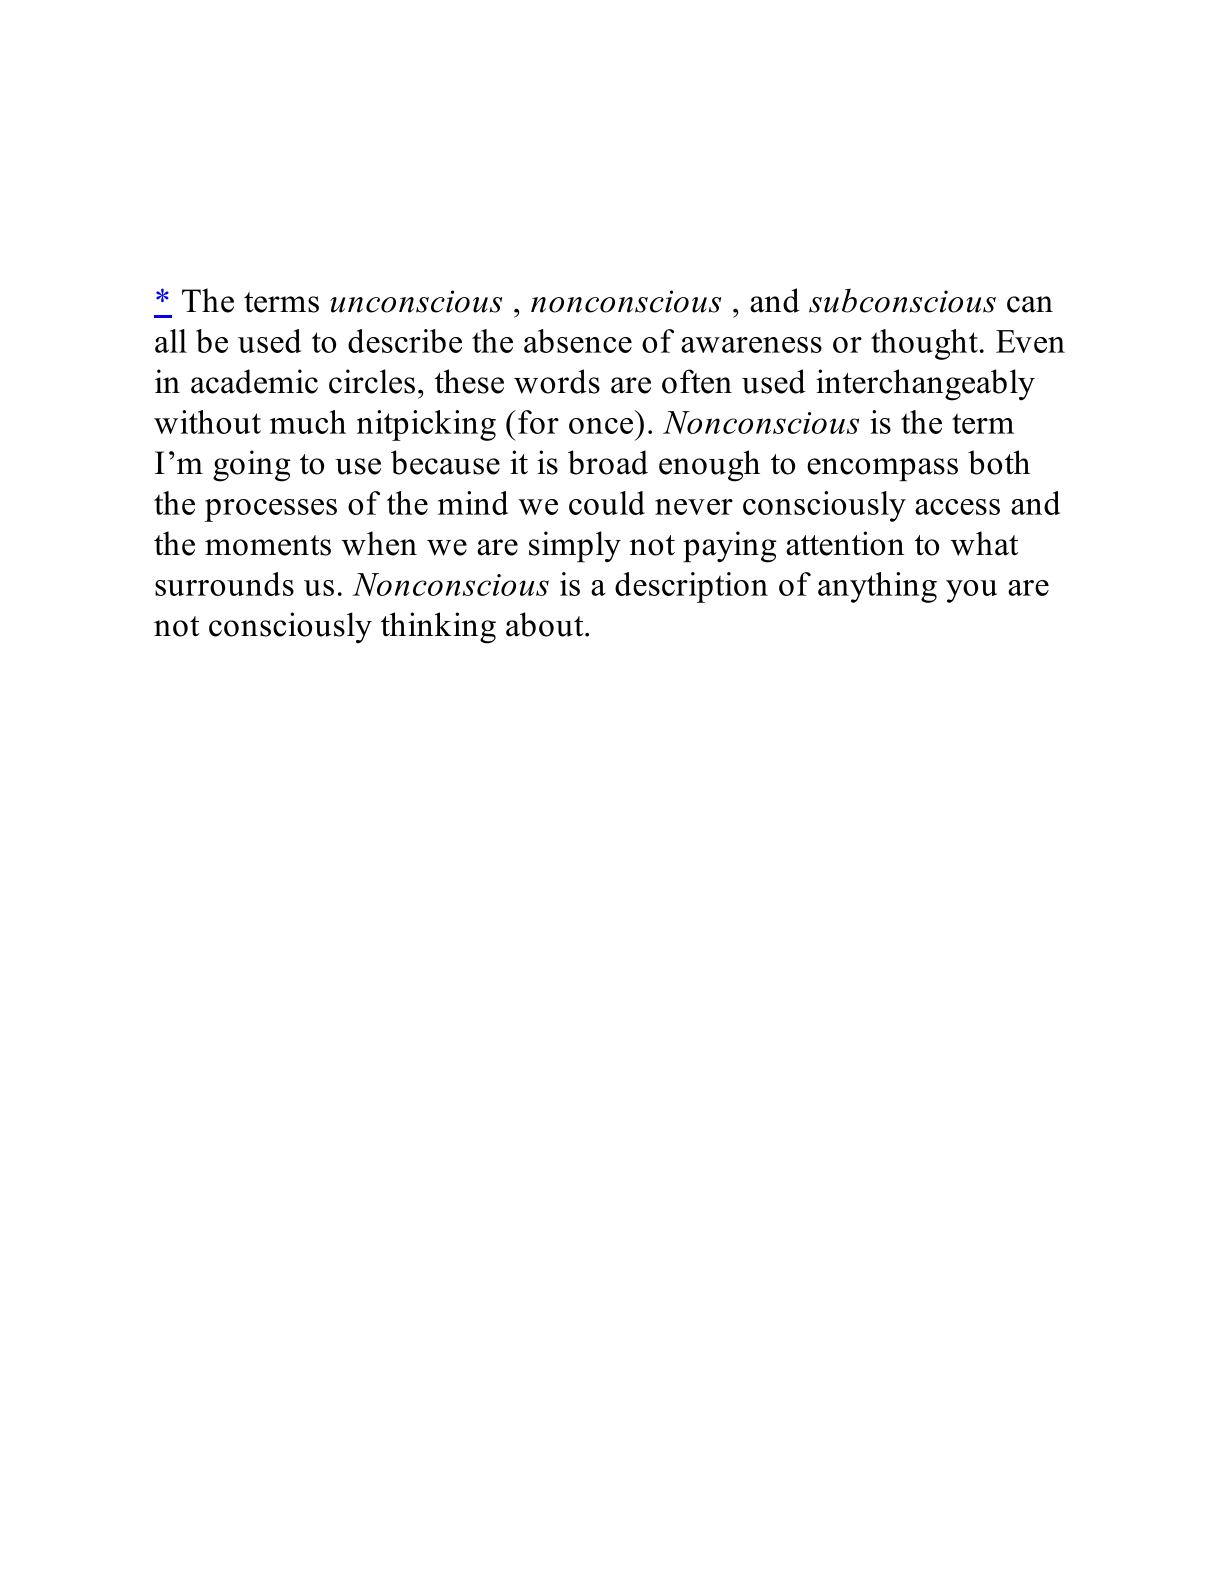 * The terms unconscious , nonconscious , and subconscious can
all be used to describe the absence of awareness or thought. Even
in academic circles, these words are often used interchangeably
without much nitpicking (for once). Nonconscious is the term
I’m going to use because it is broad enough to encompass both
the processes of the mind we could never consciously access and
the moments when we are simply not paying attention to what
surrounds us. Nonconscious is a description of anything you are
not consciously thinking about.